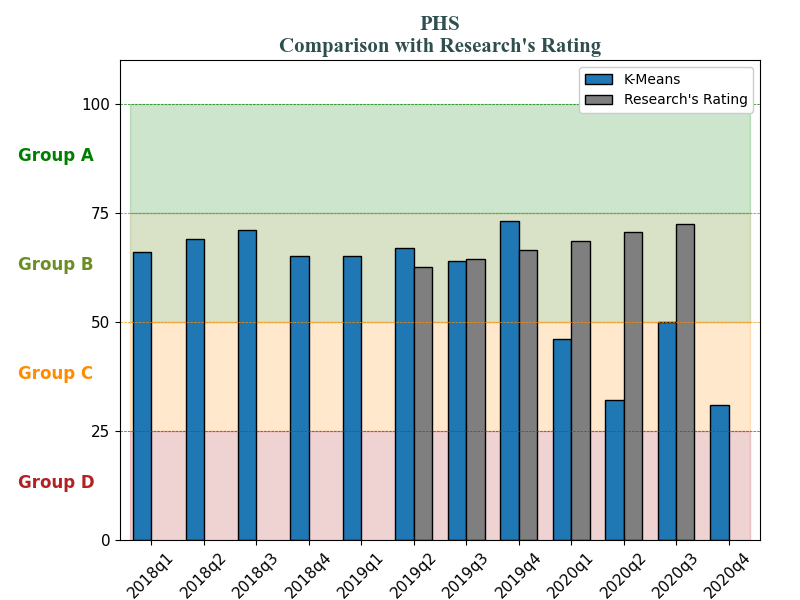 PHS
Comparison with Research's Rating
K-Means
Research's Rating
100
Group A
75
Group B
50
Group C
25
Group D
0
2018q1
2018q2
2018q3
2018q4
2019q1
2019q2
2019q3
2019q4
2020q1
2020q2
2020q3
2020q4